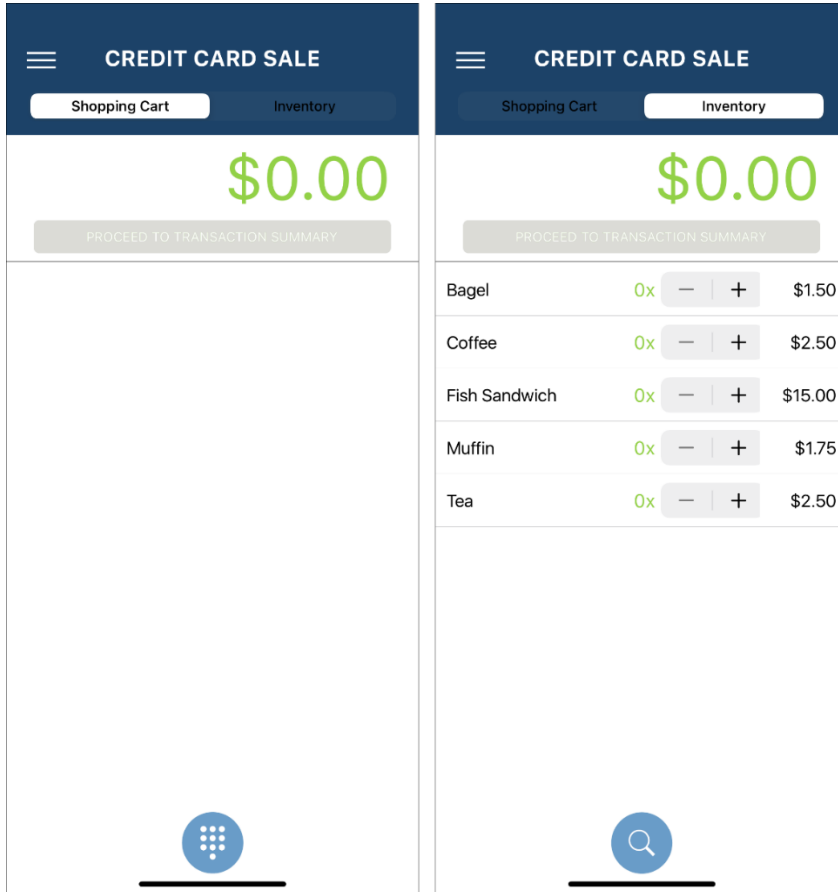 CREDIT CARD SALE
Shopping Cart Inventory
$0.00
PROCEED TO TRANSACTION SUMMARY
CREDIT CARD SALE
Shopping Cart Inventory
$0.00
PROCEED TO TRANSACTION SUMMARY
Bagel 0x − + $1.50
Coffee 0x − + $2.50
Fish Sandwich 0x − + $15.00
Muffin 0x − + $1.75
Tea 0x − + $2.50